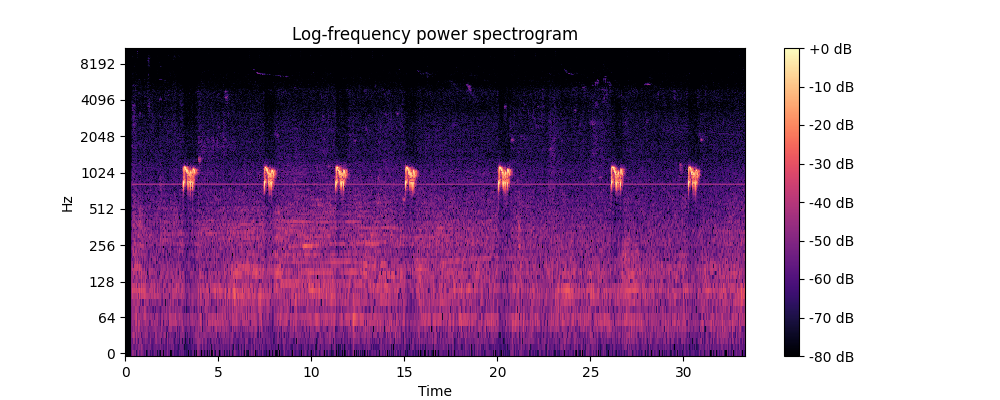 Log-frequency power spectrogram
Hz
8192
4096
2048
1024
512
256
128
64
0
0 5 10 15 20 25 30
Time
+0 dB
-10 dB
-20 dB
-30 dB
-40 dB
-50 dB
-60 dB
-70 dB
-80 dB